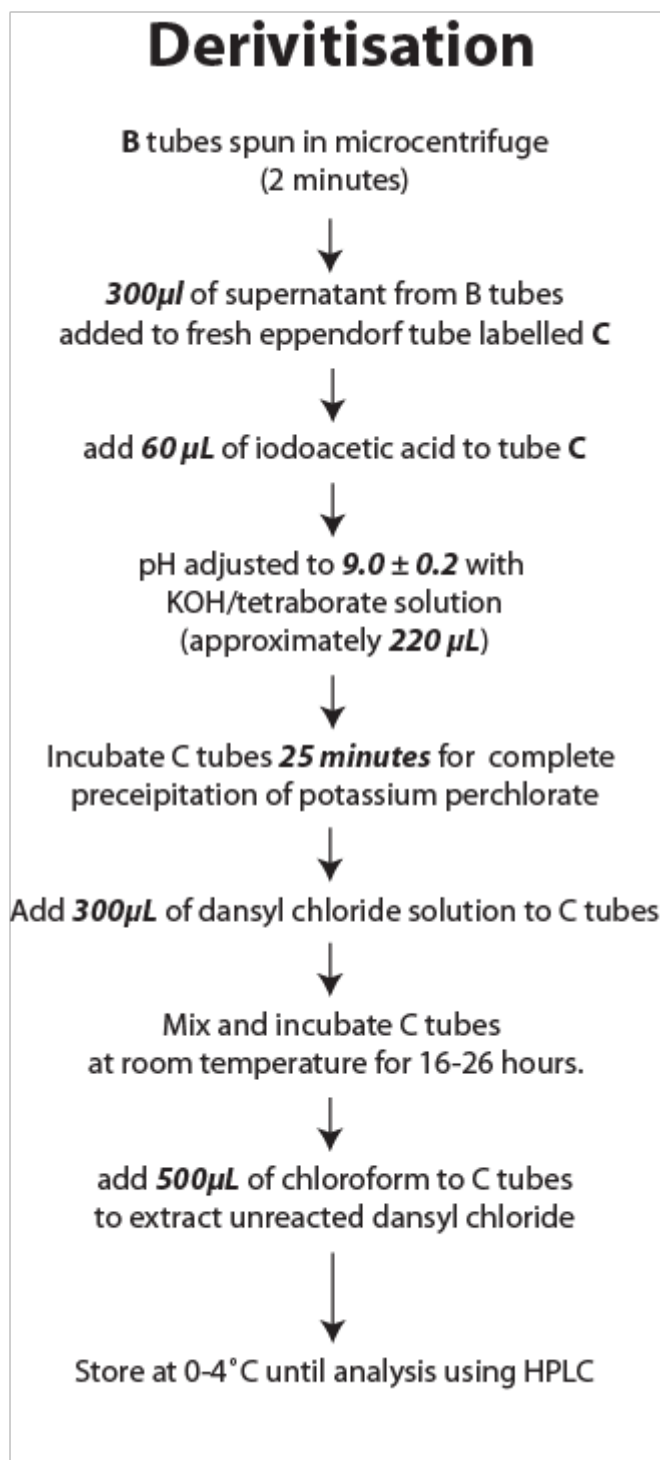 Derivitisation
B tubes spun in microcentrifuge
(2 minutes)
300µl of supernatant from B tubes
added to fresh eppendorf tube labelled C
add 60 µL of iodoacetic acid to tube C
pH adjusted to 9.0 ± 0.2 with
KOH/tetraborate solution
(approximately 220 µL)
Incubate C tubes 25 minutes for complete
preceipitation of potassium perchlorate
Add 300µL of dansyl chloride solution to C tubes
Mix and incubate C tubes
at room temperature for 16-26 hours.
add 500µL of chloroform to C tubes
to extract unreacted dansyl chloride
Store at 0-4°C until analysis using HPLC